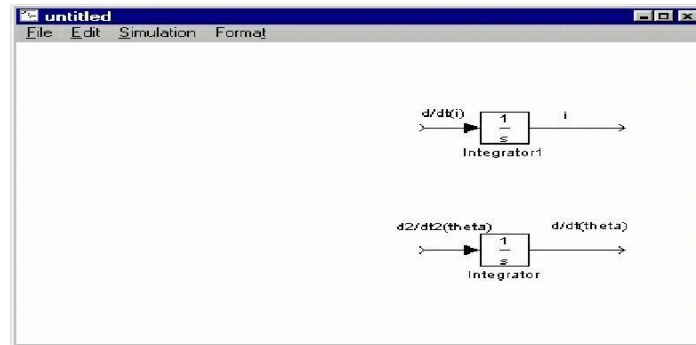 untitled
File Edit Simulation Format
d/dt(i) 1 i
s
Integrator1
d2/dt2(theta) 1 d/dt(theta)
s
Integrator